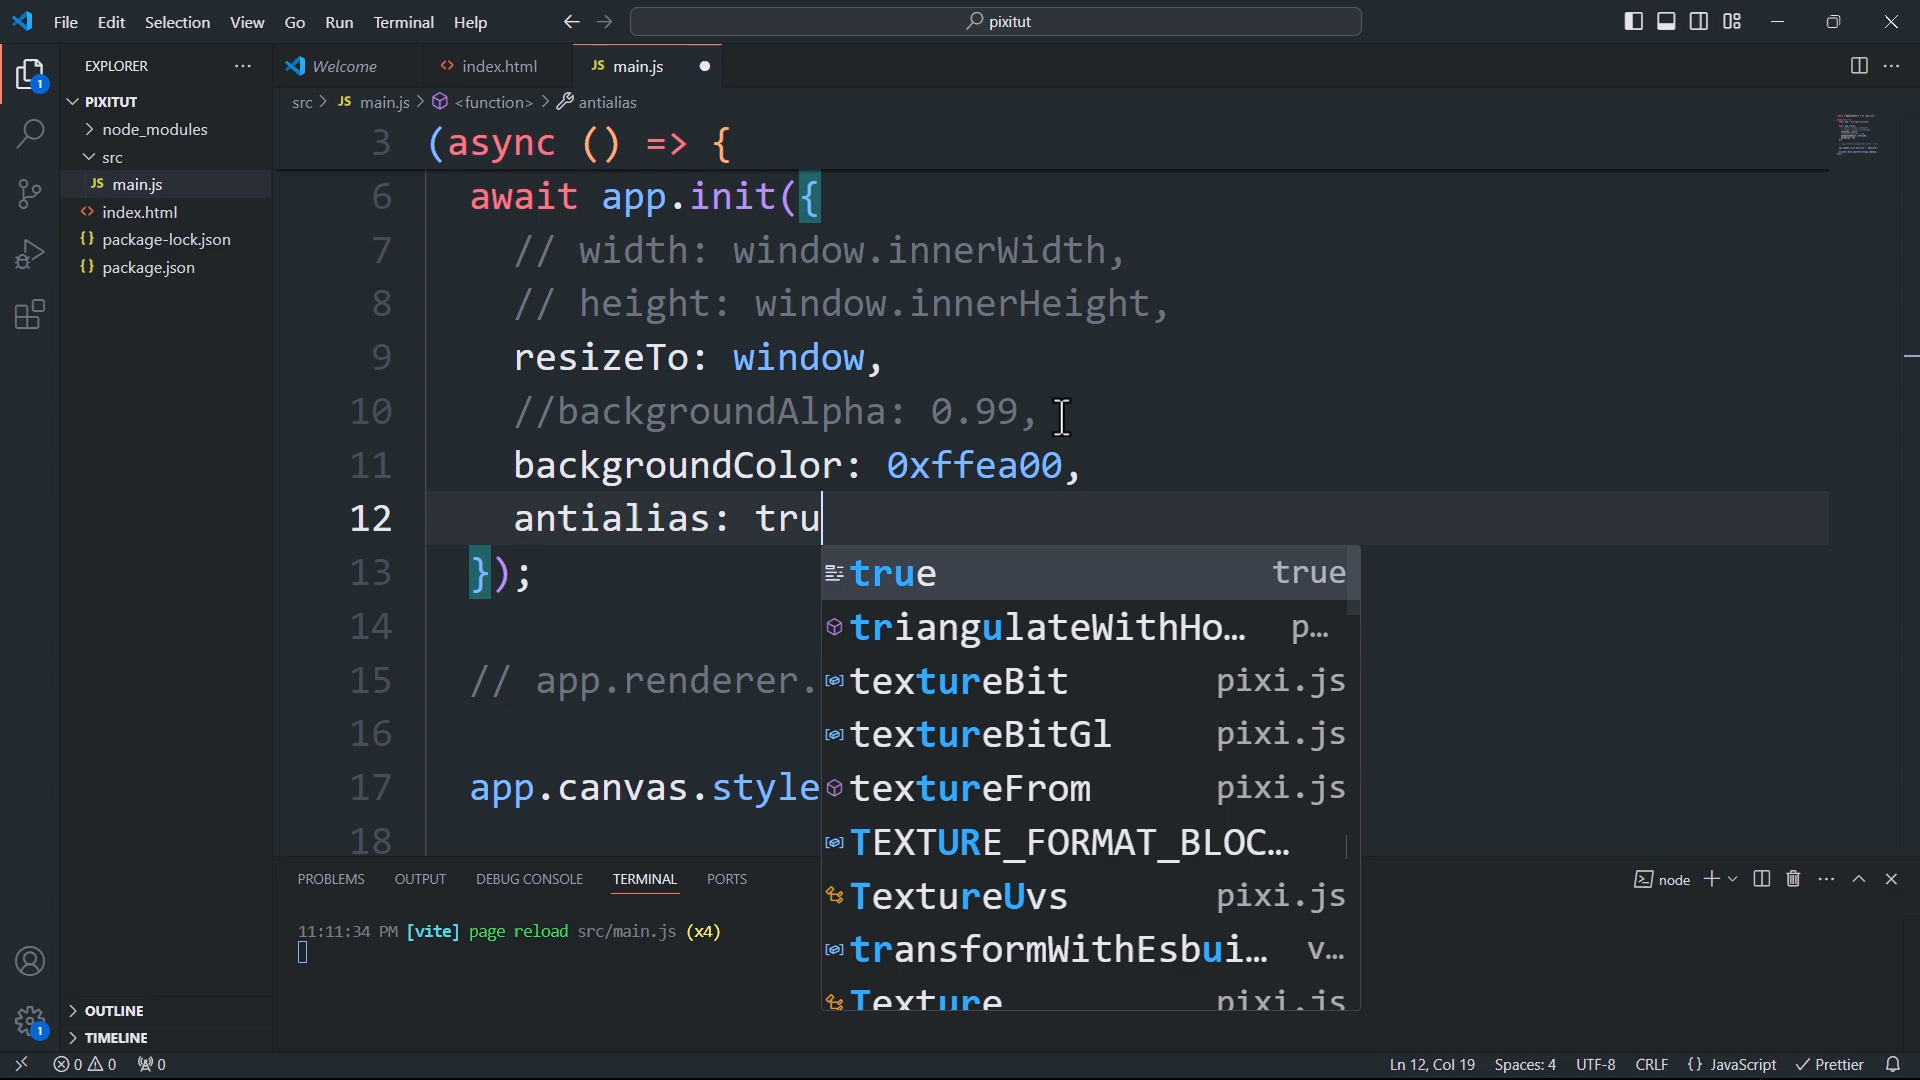 File Edit Selection View Go Run Terminal Help
pixitut
EXPLORER
PIXITUT
node_modules
src
JS main.js
index.html
package-lock.json
package.json
OUTLINE
TIMELINE
Welcome
index.html
JS main.js
src > JS main.js > <function> > antialias
3 (async () => {
6 await app.init({
7 // width: window.innerWidth,
8 // height: window.innerHeight,
9 resizeTo: window,
10 //backgroundAlpha: 0.99,
11 backgroundColor: 0xffea00,
12 antialias: tru
13 });
14
15 // app.renderer.
16
17 app.canvas.style
18
true true
triangulateWithHo... p...
textureBit pixi.js
textureBitGl pixi.js
textureFrom pixi.js
TEXTURE_FORMAT_BLOC...
TextureUvs pixi.js
transformWithEsbui... v...
Texture pixi.js
PROBLEMS OUTPUT DEBUG CONSOLE TERMINAL PORTS
node
11:11:34 PM [vite] page reload src/main.js (x4)
1
1
0 0 0
Ln 12, Col 19 Spaces: 4 UTF-8 CRLF {} JavaScript Prettier